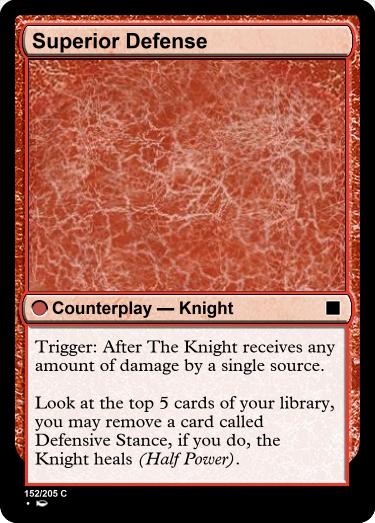 Superior Defense
Counterplay — Knight
Trigger: After The Knight receives any
amount of damage by a single source.
Look at the top 5 cards of your library,
you may remove a card called
Defensive Stance, if you do, the
Knight heals (Half Power).
152/205 C